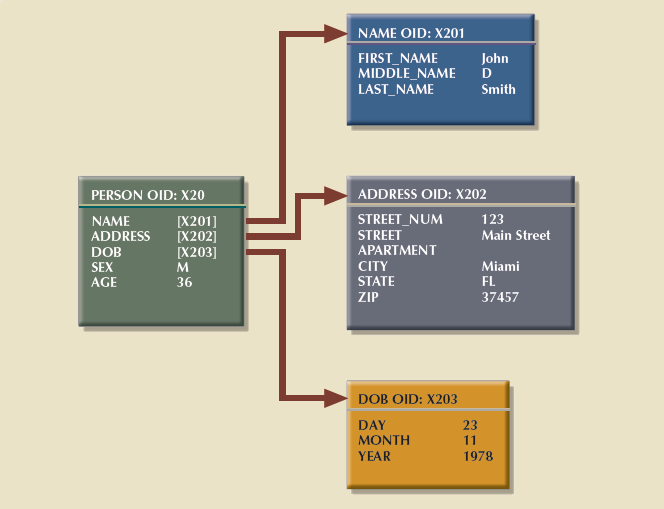 NAME OID: X201
FIRST_NAME John
MIDDLE_NAME D
LAST_NAME Smith
PERSON OID: X20
NAME [X201]
ADDRESS [X202]
DOB [X203]
SEX M
AGE 36
ADDRESS OID: X202
STREET_NUM 123
STREET Main Street
APARTMENT
CITY Miami
STATE FL
ZIP 37457
DOB OID: X203
DAY 23
MONTH 11
YEAR 1978